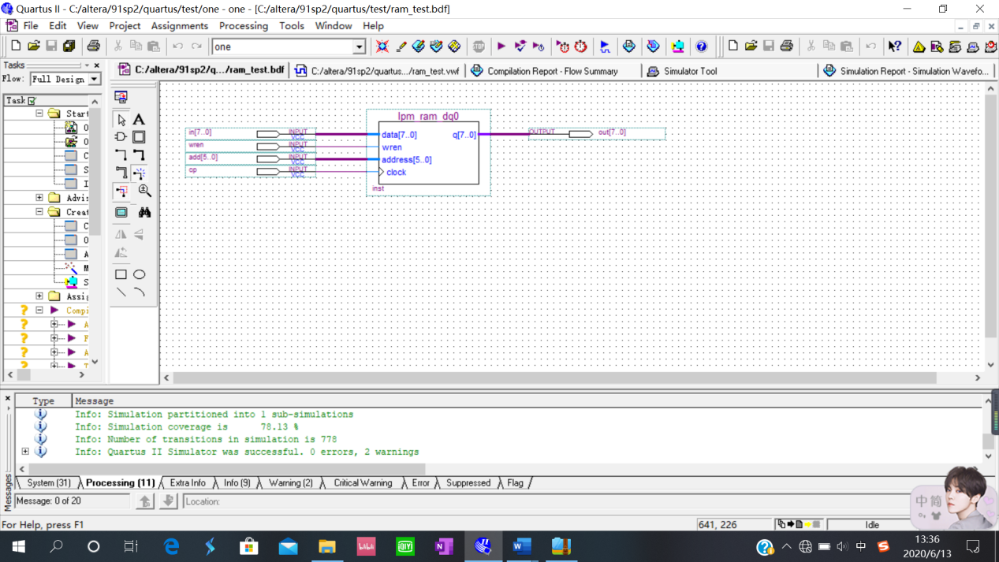 Quartus II - C:/altera/91sp2/quartus/test/one - one - [C:/altera/91sp2/quartus/test/ram_test.bdf]
File Edit View Project Assignments Processing Tools Window Help
one
Tasks
C:/altera/91sp2/q.../ram_test.bdf
C:/altera/91sp2/quartus.../ram_test.vwf
Compilation Report - Flow Summary
Simulator Tool
Simulation Report - Simulation Wavefo...
Flow: Full Design
Task
Start
O
O
C
S
I
Advis
Creat
C
O
A
M
S
Assig
Compi
A
F
A
T
lpm_ram_dq0
in[7..0] INPUT VCC data[7..0] q[7..0] OUTPUT out[7..0]
wren INPUT VCC wren
add[5..0] INPUT VCC address[5..0]
cp INPUT VCC clock
inst
Type Message
Info: Simulation partitioned into 1 sub-simulations
Info: Simulation coverage is 78.13 %
Info: Number of transitions in simulation is 778
Info: Quartus II Simulator was successful. 0 errors, 2 warnings
Messages
System (31) Processing (11) Extra Info Info (9) Warning (2) Critical Warning Error Suppressed Flag
Message: 0 of 20 Location:
中 简
For Help, press F1 641, 226 Idle
中
13:36
2020/6/13